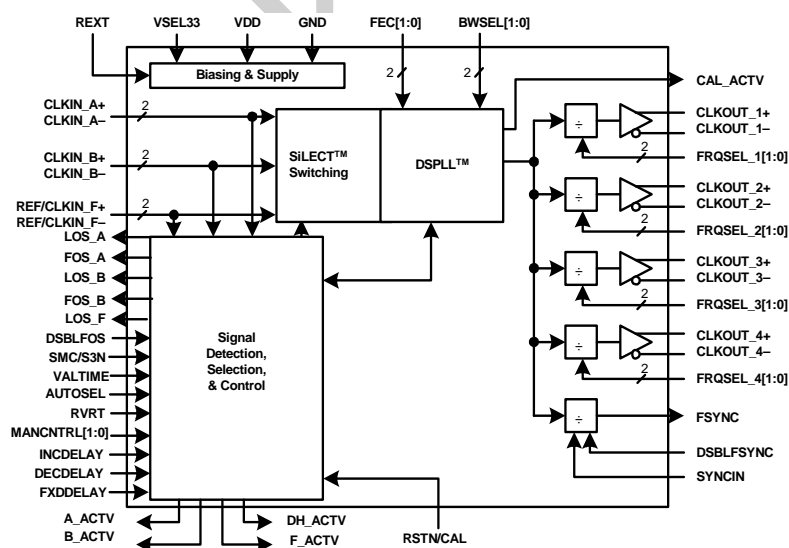 REXT VSEL33 VDD GND FEC[1:0] BWSEL[1:0]
Biasing & Supply
2 2
CAL_ACTV
CLKIN_A+
CLKIN_A–
2
CLKIN_B+
CLKIN_B–
2
REF/CLKIN_F+
REF/CLKIN_F–
2
SiLECT™
Switching
DSPLL™
÷
CLKOUT_1+
CLKOUT_1–
2
FRQSEL_1[1:0]
÷
CLKOUT_2+
CLKOUT_2–
2
FRQSEL_2[1:0]
÷
CLKOUT_3+
CLKOUT_3–
2
FRQSEL_3[1:0]
÷
CLKOUT_4+
CLKOUT_4–
2
FRQSEL_4[1:0]
÷
FSYNC
DSBLFSYNC
SYNCIN
LOS_A
FOS_A
LOS_B
FOS_B
LOS_F
DSBLFOS
SMC/S3N
VALTIME
AUTOSEL
RVRT
MANCNTRL[1:0]
INCDELAY
DECDELAY
FXDDELAY
Signal
Detection,
Selection,
& Control
A_ACTV
B_ACTV
DH_ACTV
F_ACTV
RSTN/CAL